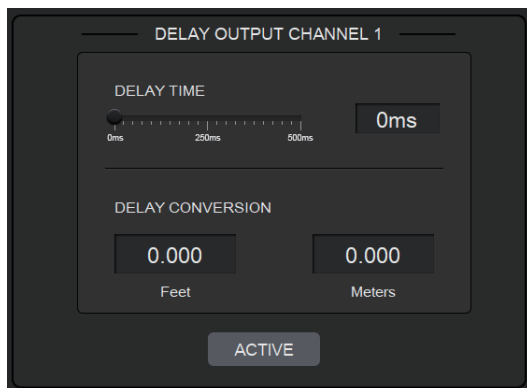 DELAY OUTPUT CHANNEL 1
DELAY TIME
0ms
0ms 250ms 500ms
DELAY CONVERSION
0.000 0.000
Feet Meters
ACTIVE